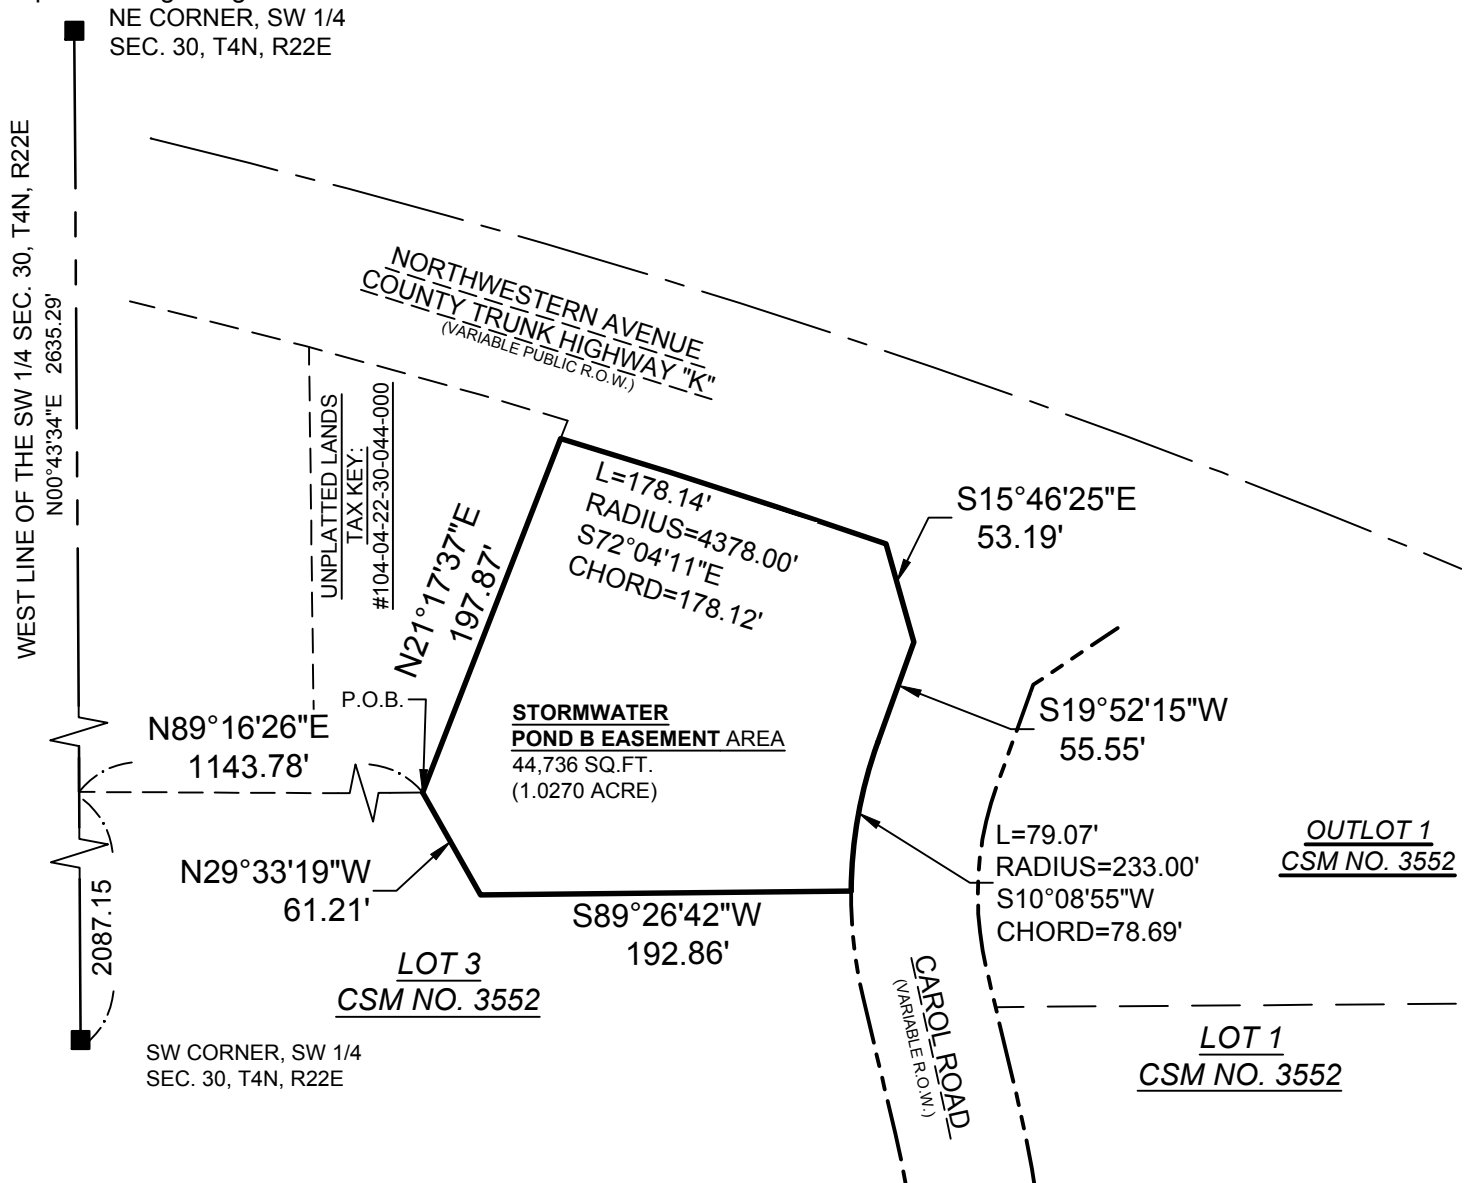 NE CORNER, SW 1/4
SEC. 30, T4N, R22E
WEST LINE OF THE SW 1/4 SEC. 30, T4N, R22E
N00°43'34"E 2635.29'
NORTHWESTERN AVENUE
COUNTY TRUNK HIGHWAY "K"
(VARIABLE PUBLIC R.O.W.)
UNPLATTED LANDS
TAX KEY:
#104-04-22-30-044-000
N21°17'37"E
197.87'
L=178.14'
RADIUS=4378.00'
S72°04'11"E
CHORD=178.12'
S15°46'25"E
53.19'
P.O.B.
N89°16'26"E
1143.78'
STORMWATER
POND B EASEMENT AREA
44,736 SQ.FT.
(1.0270 ACRE)
S19°52'15"W
55.55'
L=79.07'
RADIUS=233.00'
S10°08'55"W
CHORD=78.69'
OUTLOT 1
CSM NO. 3552
N29°33'19"W
61.21'
S89°26'42"W
192.86'
2087.15
LOT 3
CSM NO. 3552
CAROL ROAD
(VARIABLE R.O.W.)
LOT 1
CSM NO. 3552
SW CORNER, SW 1/4
SEC. 30, T4N, R22E